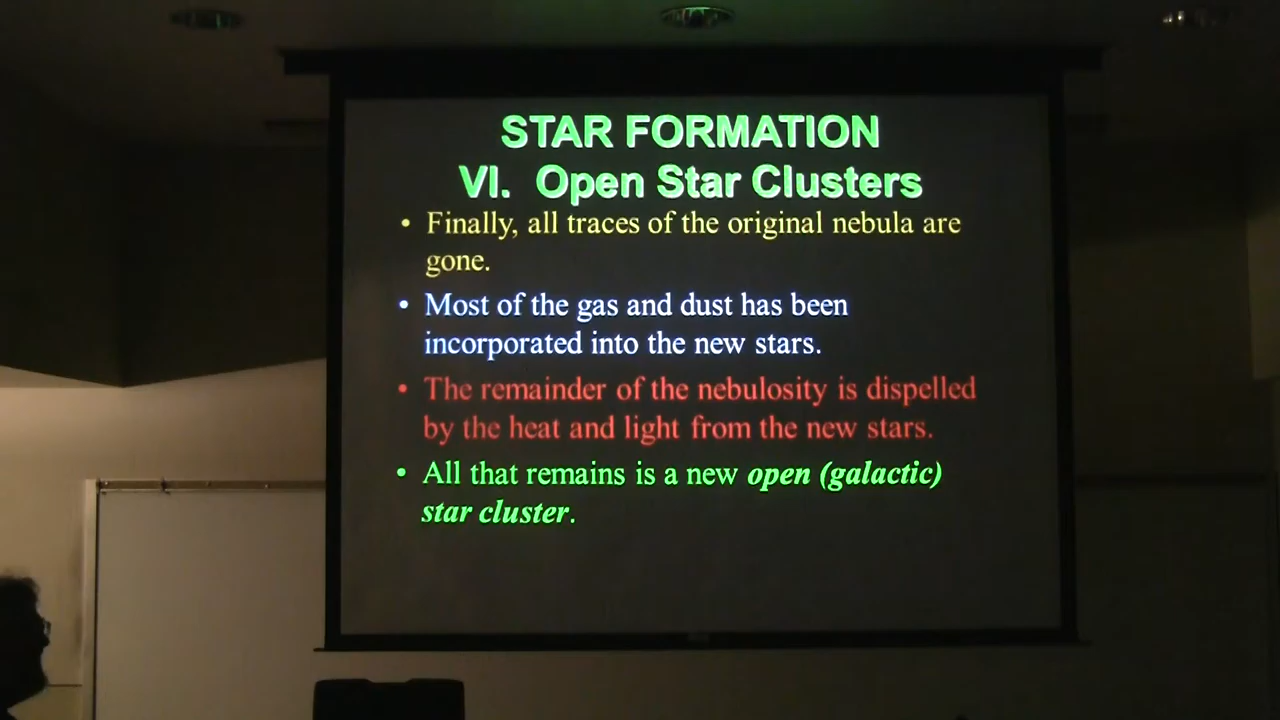 STAR FORMATION
VI. Open Star Clusters
• Finally, all traces of the original nebula are
gone.
• Most of the gas and dust has been
incorporated into the new stars.
• The remainder of the nebulosity is dispelled
by the heat and light from the new stars.
• All that remains is a new open (galactic)
star cluster.